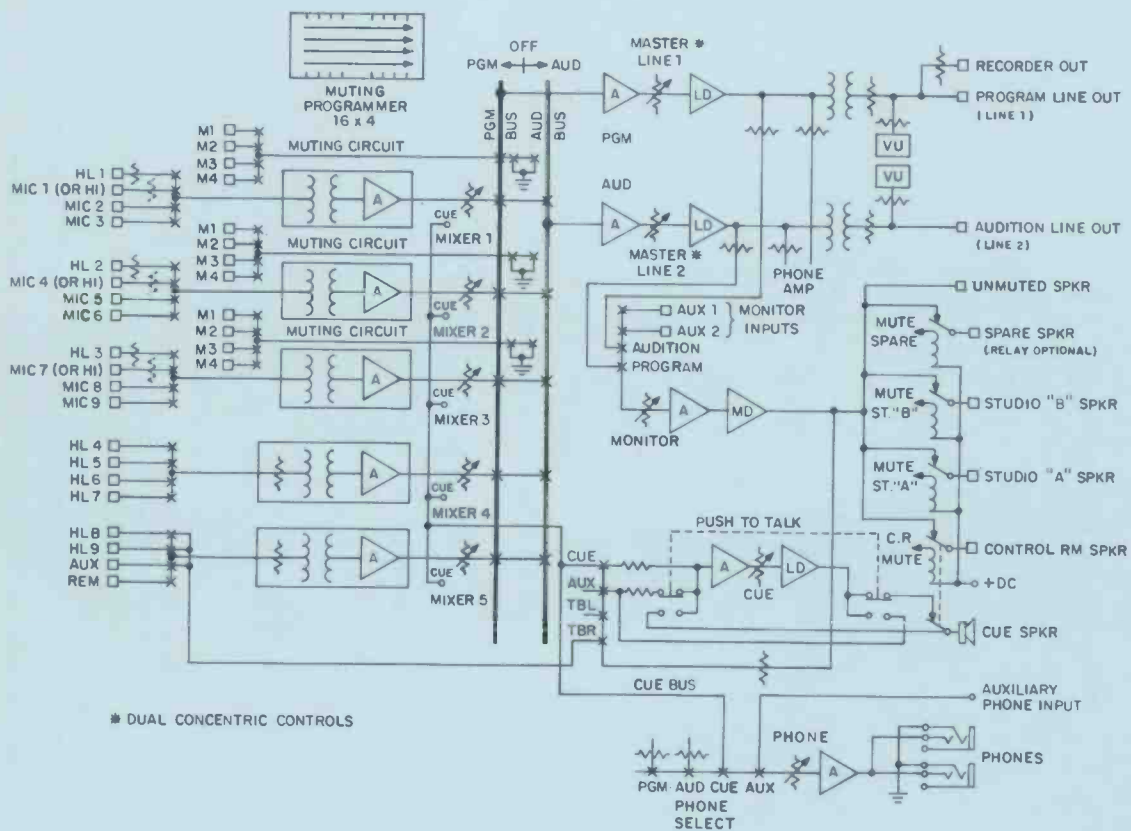 MUTING
PROGRAMMER
16 x 4
OFF
PGM
AUD
PGM BUS
AUD BUS
M1
M2
M3
M4
MUTING CIRCUIT
HL 1
MIC 1 (OR HI)
MIC 2
MIC 3
A
CUE
MIXER 1
M1
M2
M3
M4
MUTING CIRCUIT
HL 2
MIC 4 (OR HI)
MIC 5
MIC 6
A
CUE
MIXER 2
M1
M2
M3
M4
MUTING CIRCUIT
HL 3
MIC 7 (OR HI)
MIC 8
MIC 9
A
CUE
MIXER 3
HL 4
HL 5
HL 6
HL 7
A
CUE
MIXER 4
HL8
HL9
AUX
REM
A
CUE
MIXER 5
MASTER *
LINE 1
A
LD
PGM
RECORDER OUT
PROGRAM LINE OUT
(LINE 1)
VU
VU
AUD
A
LD
MASTER *
LINE 2
PHONE
AMP
AUDITION LINE OUT
(LINE 2)
AUX 1
AUX 2
MONITOR
INPUTS
AUDITION
PROGRAM
MONITOR
A
MD
UNMUTED SPKR
MUTE
SPARE
SPARE SPKR
(RELAY OPTIONAL)
MUTE
ST. "B"
STUDIO "B" SPKR
MUTE
ST. "A"
STUDIO "A" SPKR
C.R
MUTE
CONTROL RM SPKR
+DC
PUSH TO TALK
CUE
AUX
TBL
TBR
A
CUE
LD
CUE SPKR
CUE BUS
AUXILIARY
PHONE INPUT
PHONE
A
PHONES
PGM AUD CUE AUX
PHONE
SELECT
* DUAL CONCENTRIC CONTROLS